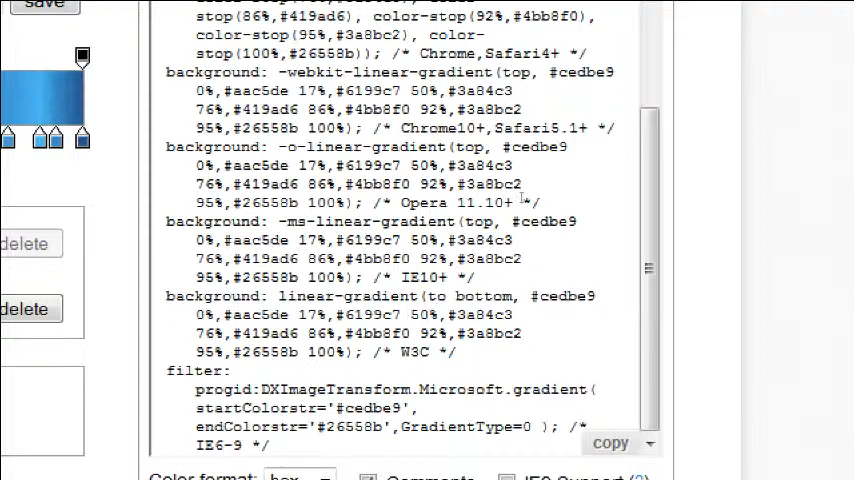 save
stop(86%,#419ad6), color-stop(92%,#4bb8f0),
color-stop(95%,#3a8bc2), color-
stop(100%,#26558b)); /* Chrome,Safari4+ */
background: -webkit-linear-gradient(top, #cedbe9
0%,#aac5de 17%,#6199c7 50%,#3a84c3
76%,#419ad6 86%,#4bb8f0 92%,#3a8bc2
95%,#26558b 100%); /* Chrome10+,Safari5.1+ */
background: -o-linear-gradient(top, #cedbe9
0%,#aac5de 17%,#6199c7 50%,#3a84c3
76%,#419ad6 86%,#4bb8f0 92%,#3a8bc2
95%,#26558b 100%); /* Opera 11.10+ */
background: -ms-linear-gradient(top, #cedbe9
0%,#aac5de 17%,#6199c7 50%,#3a84c3
76%,#419ad6 86%,#4bb8f0 92%,#3a8bc2
95%,#26558b 100%); /* IE10+ */
background: linear-gradient(to bottom, #cedbe9
0%,#aac5de 17%,#6199c7 50%,#3a84c3
76%,#419ad6 86%,#4bb8f0 92%,#3a8bc2
95%,#26558b 100%); /* W3C */
filter:
progid:DXImageTransform.Microsoft.gradient(
startColorstr='#cedbe9',
endColorstr='#26558b',GradientType=0 ); /*
IE6-9 */
delete
delete
copy
Color format: hex Comments IE9 Support (?)